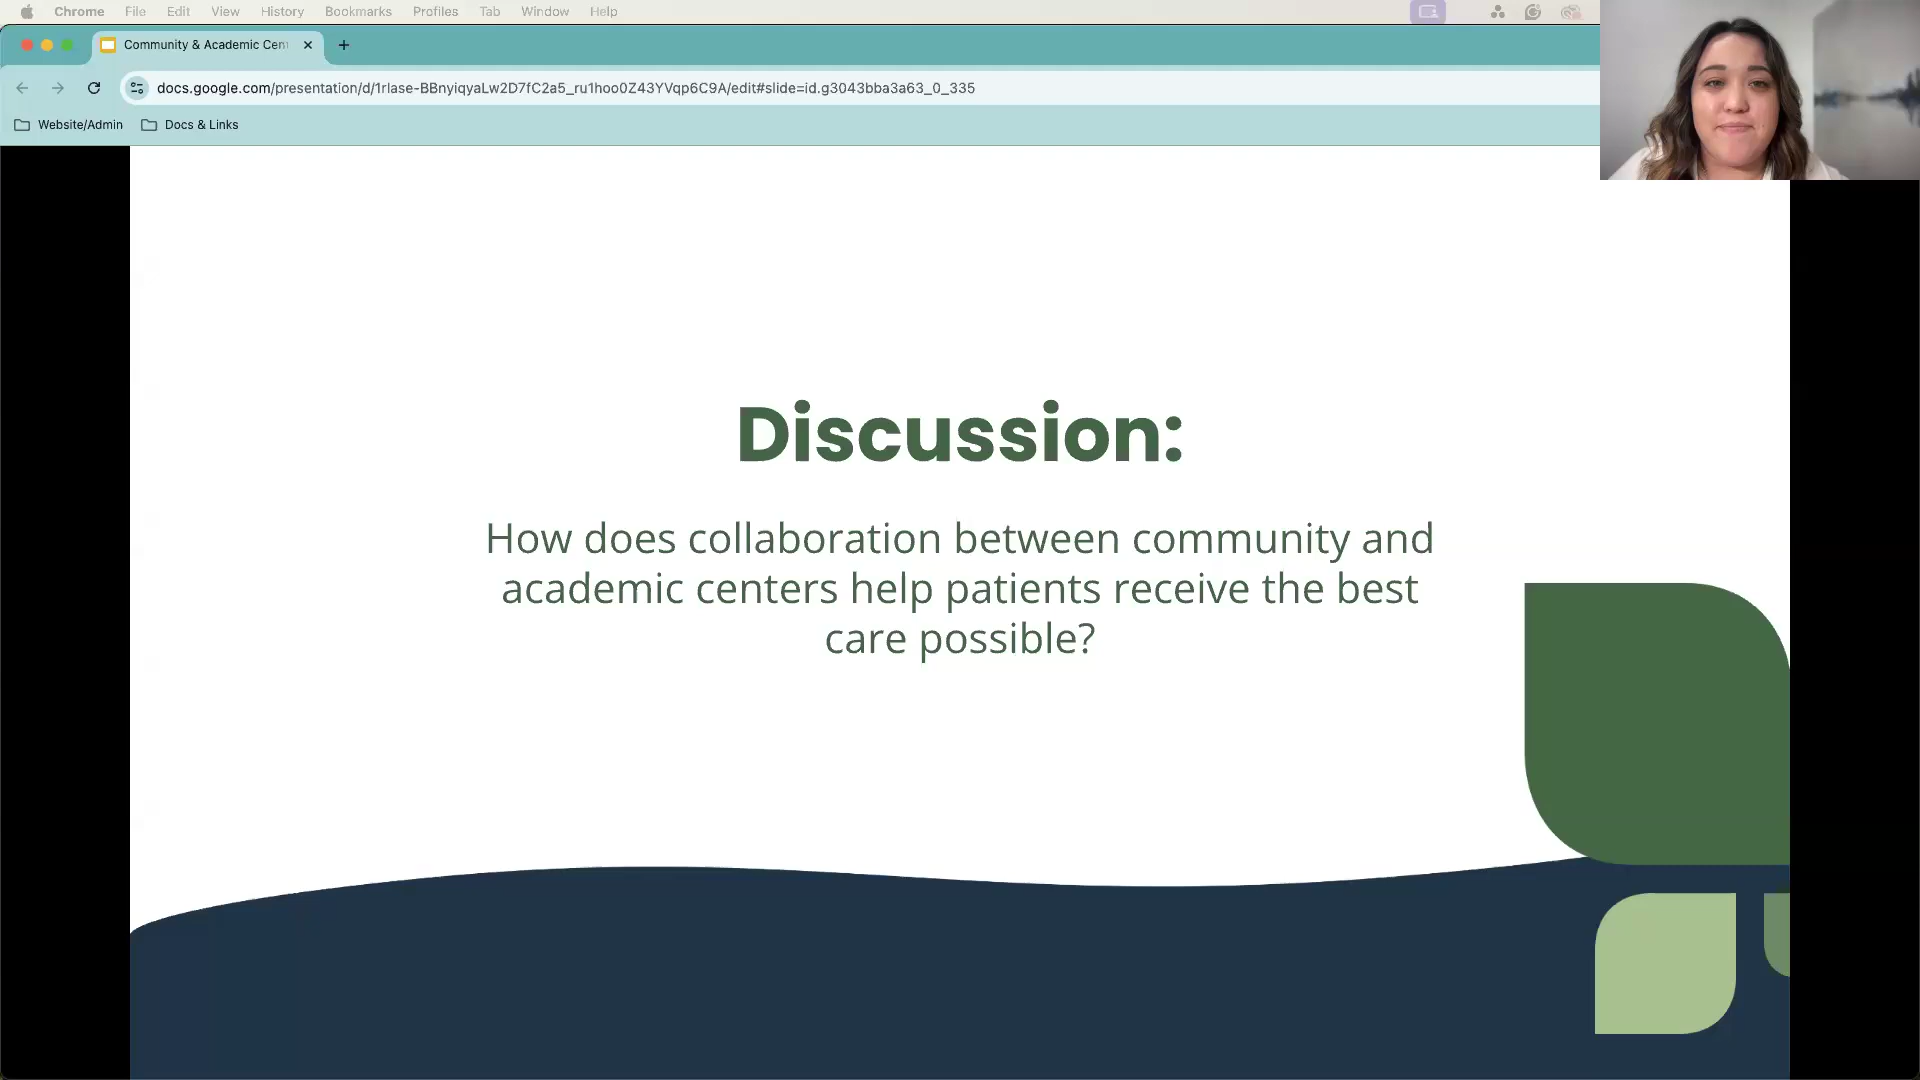 Chrome File Edit View History Bookmarks Profiles Tab Window Help
Community & Academic Cen
docs.google.com/presentation/d/1rlase-BBnyiqyaLw2D7fC2a5_ru1hoo0Z43YVqp6C9A/edit#slide=id.g3043bba3a63_0_335
Website/Admin Docs & Links
Discussion:
How does collaboration between community and
academic centers help patients receive the best
care possible?